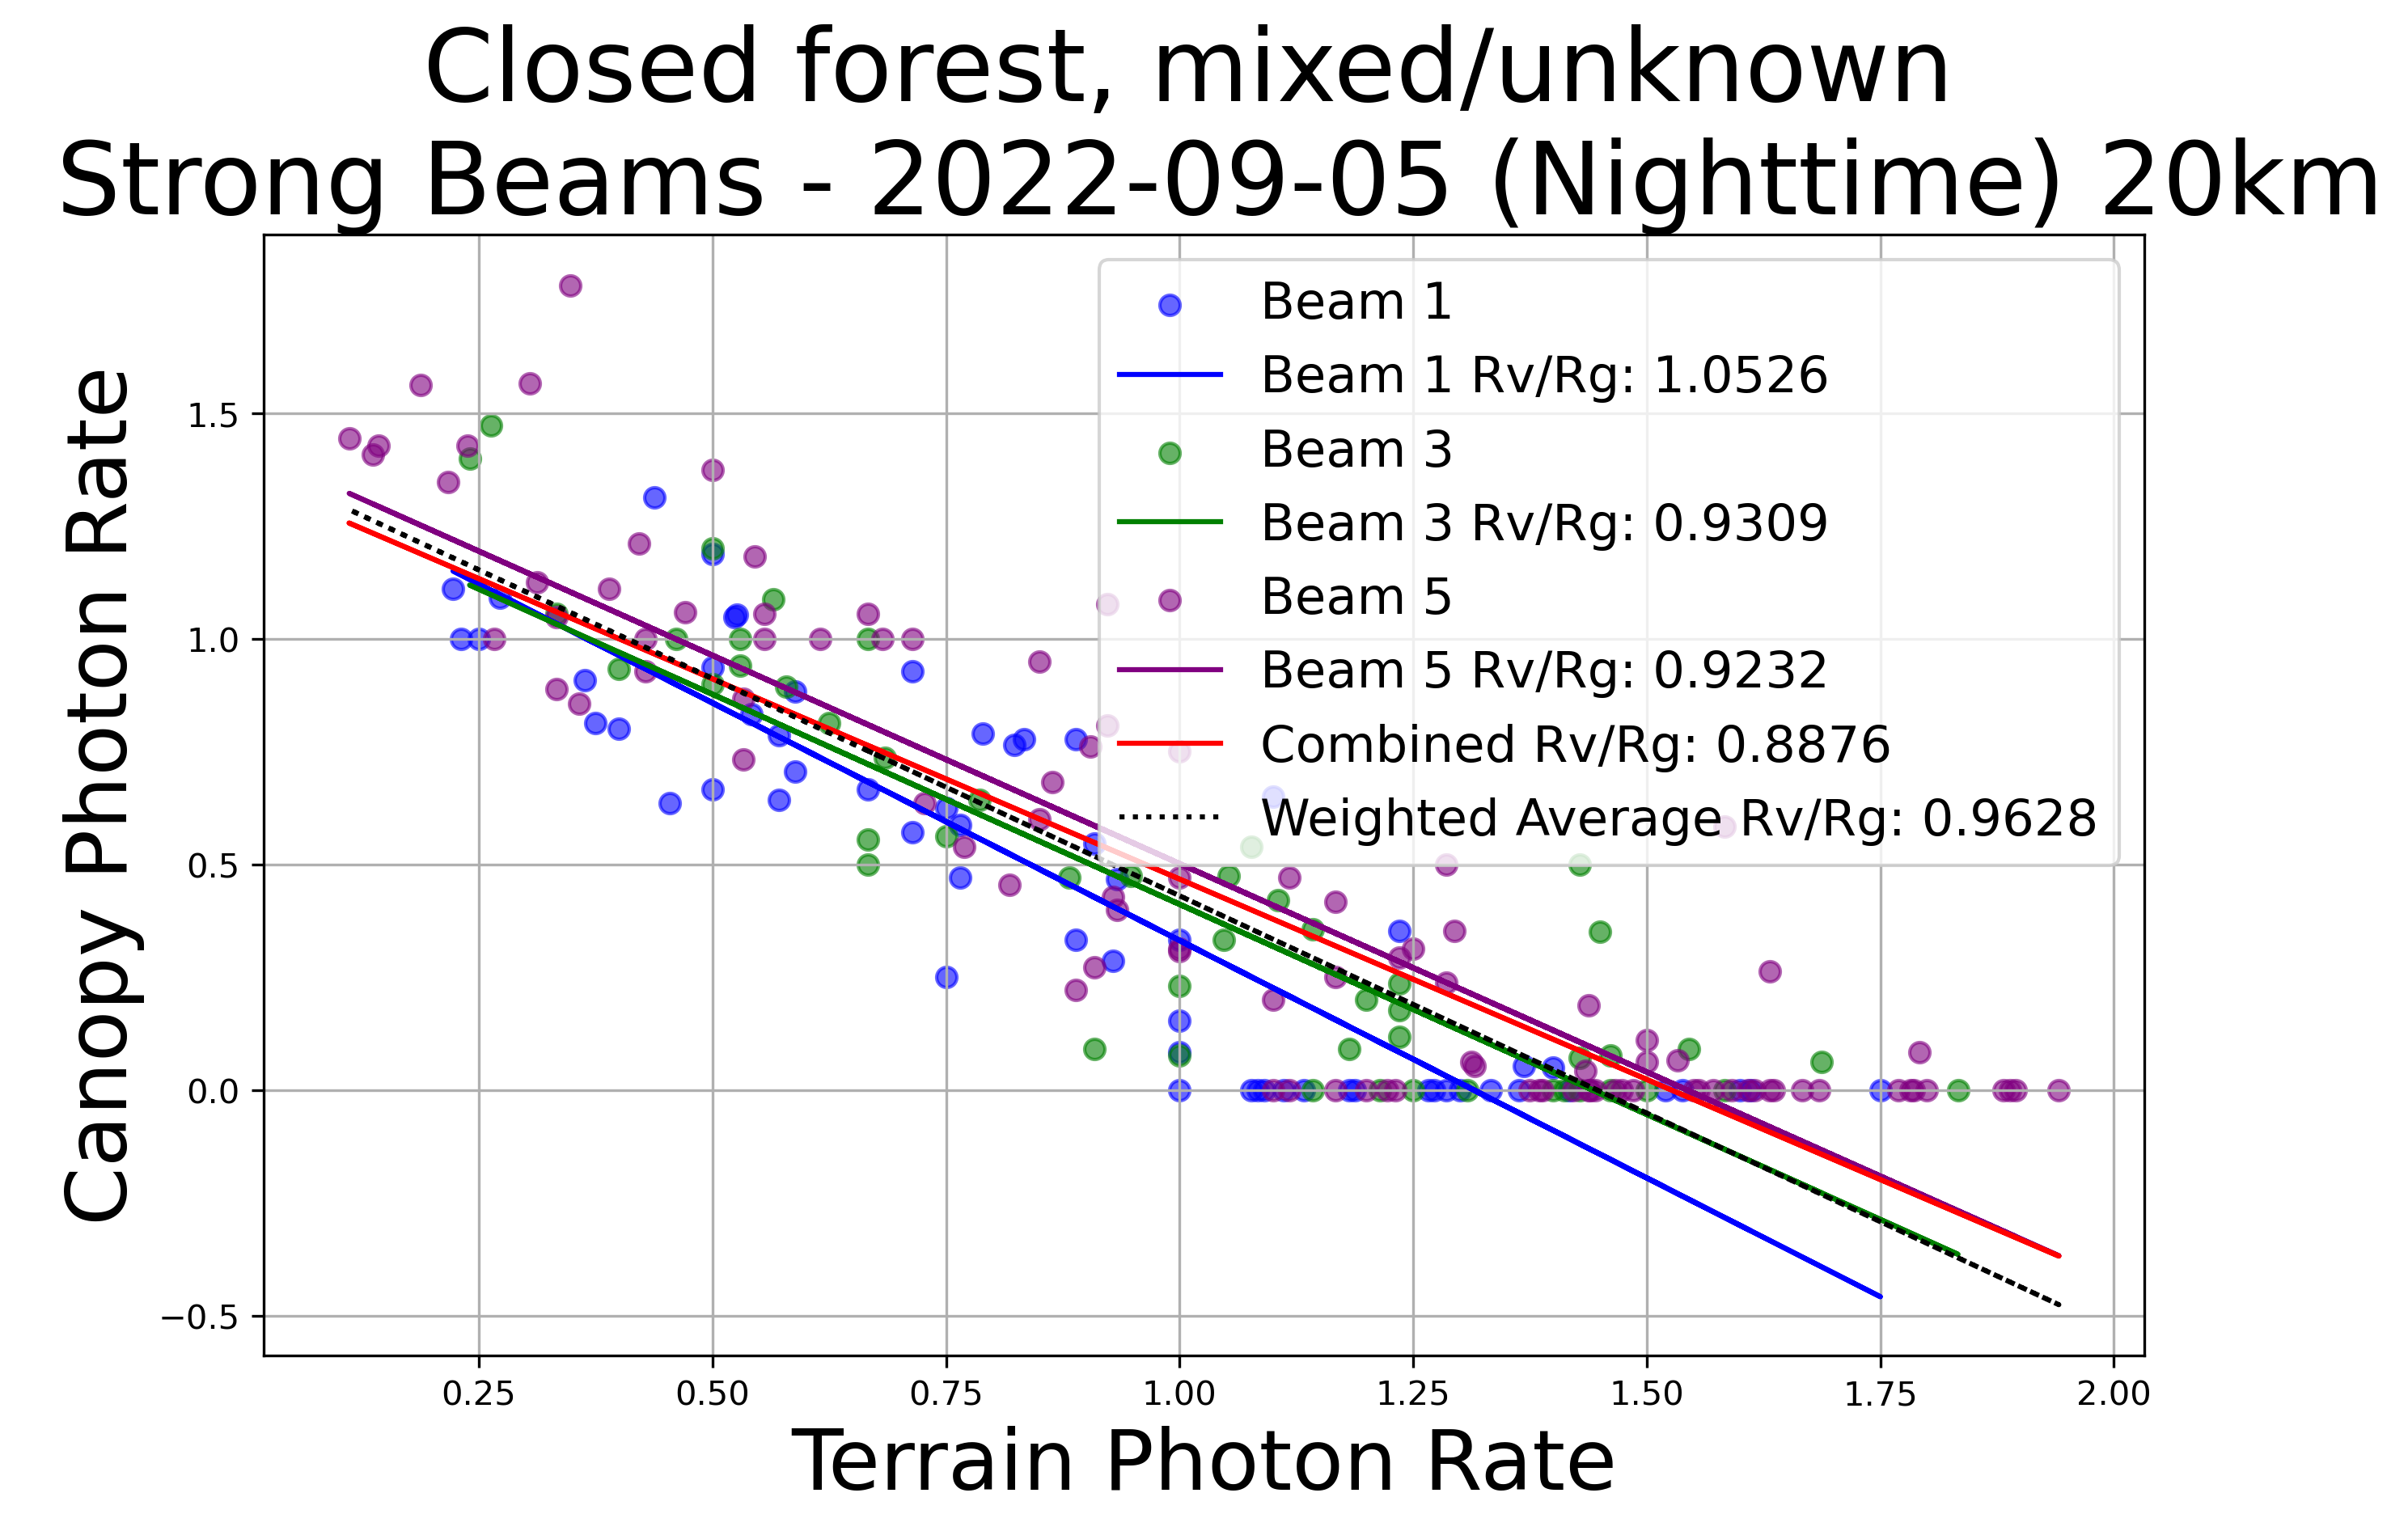 Closed forest, mixed/unknown
Strong Beams - 2022-09-05 (Nighttime) 20km
Canopy Photon Rate
1.5
1.0
0.5
0.0
−0.5
Beam 1
Beam 1 Rv/Rg: 1.0526
Beam 3
Beam 3 Rv/Rg: 0.9309
Beam 5
Beam 5 Rv/Rg: 0.9232
Combined Rv/Rg: 0.8876
Weighted Average Rv/Rg: 0.9628
0.25 0.50 0.75 1.00 1.25 1.50 1.75 2.00
Terrain Photon Rate